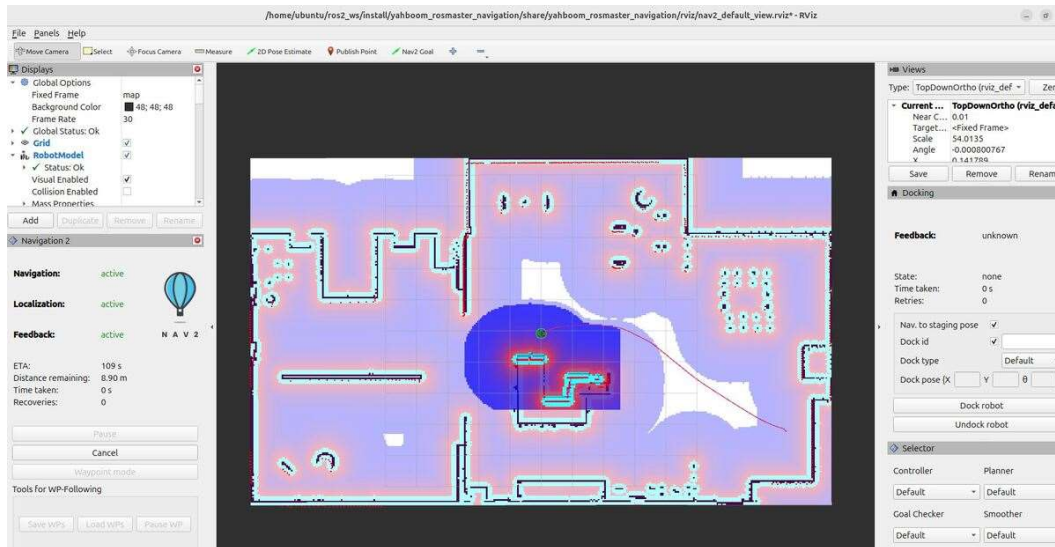 /home/ubuntu/ros2_ws/install/yahboom_rosmaster_navigation/share/yahboom_rosmaster_navigation/rviz/nav2_default_view.rviz* - RViz
File Panels Help
Move Camera Select Focus Camera Measure 2D Pose Estimate Publish Point Nav2 Goal
Displays
Global Options
Fixed Frame map
Background Color 48; 48; 48
Frame Rate 30
Global Status: Ok
Grid
RobotModel
Status: Ok
Visual Enabled
Collision Enabled
Mass Properties
Add Duplicate Remove Rename
Navigation 2
Navigation: active
Localization: active
Feedback: active
NAV2
ETA: 109 s
Distance remaining: 8.90 m
Time taken: 0 s
Recoveries: 0
Pause
Cancel
Waypoint mode
Tools for WP-Following
Save WPs Load WPs Pause WP
Views
Type: TopDownOrtho (rviz_def Zer
Current ... TopDownOrtho (rviz_defa
Near C... 0.01
Target... <Fixed Frame>
Scale 54.0135
Angle -0.000800767
X 0.141789
Save Remove Renam
Docking
Feedback: unknown
State: none
Time taken: 0 s
Retries: 0
Nav. to staging pose
Dock id
Dock type Default
Dock pose {X Y θ
Dock robot
Undock robot
Selector
Controller Planner
Default Default
Goal Checker Smoother
Default Default